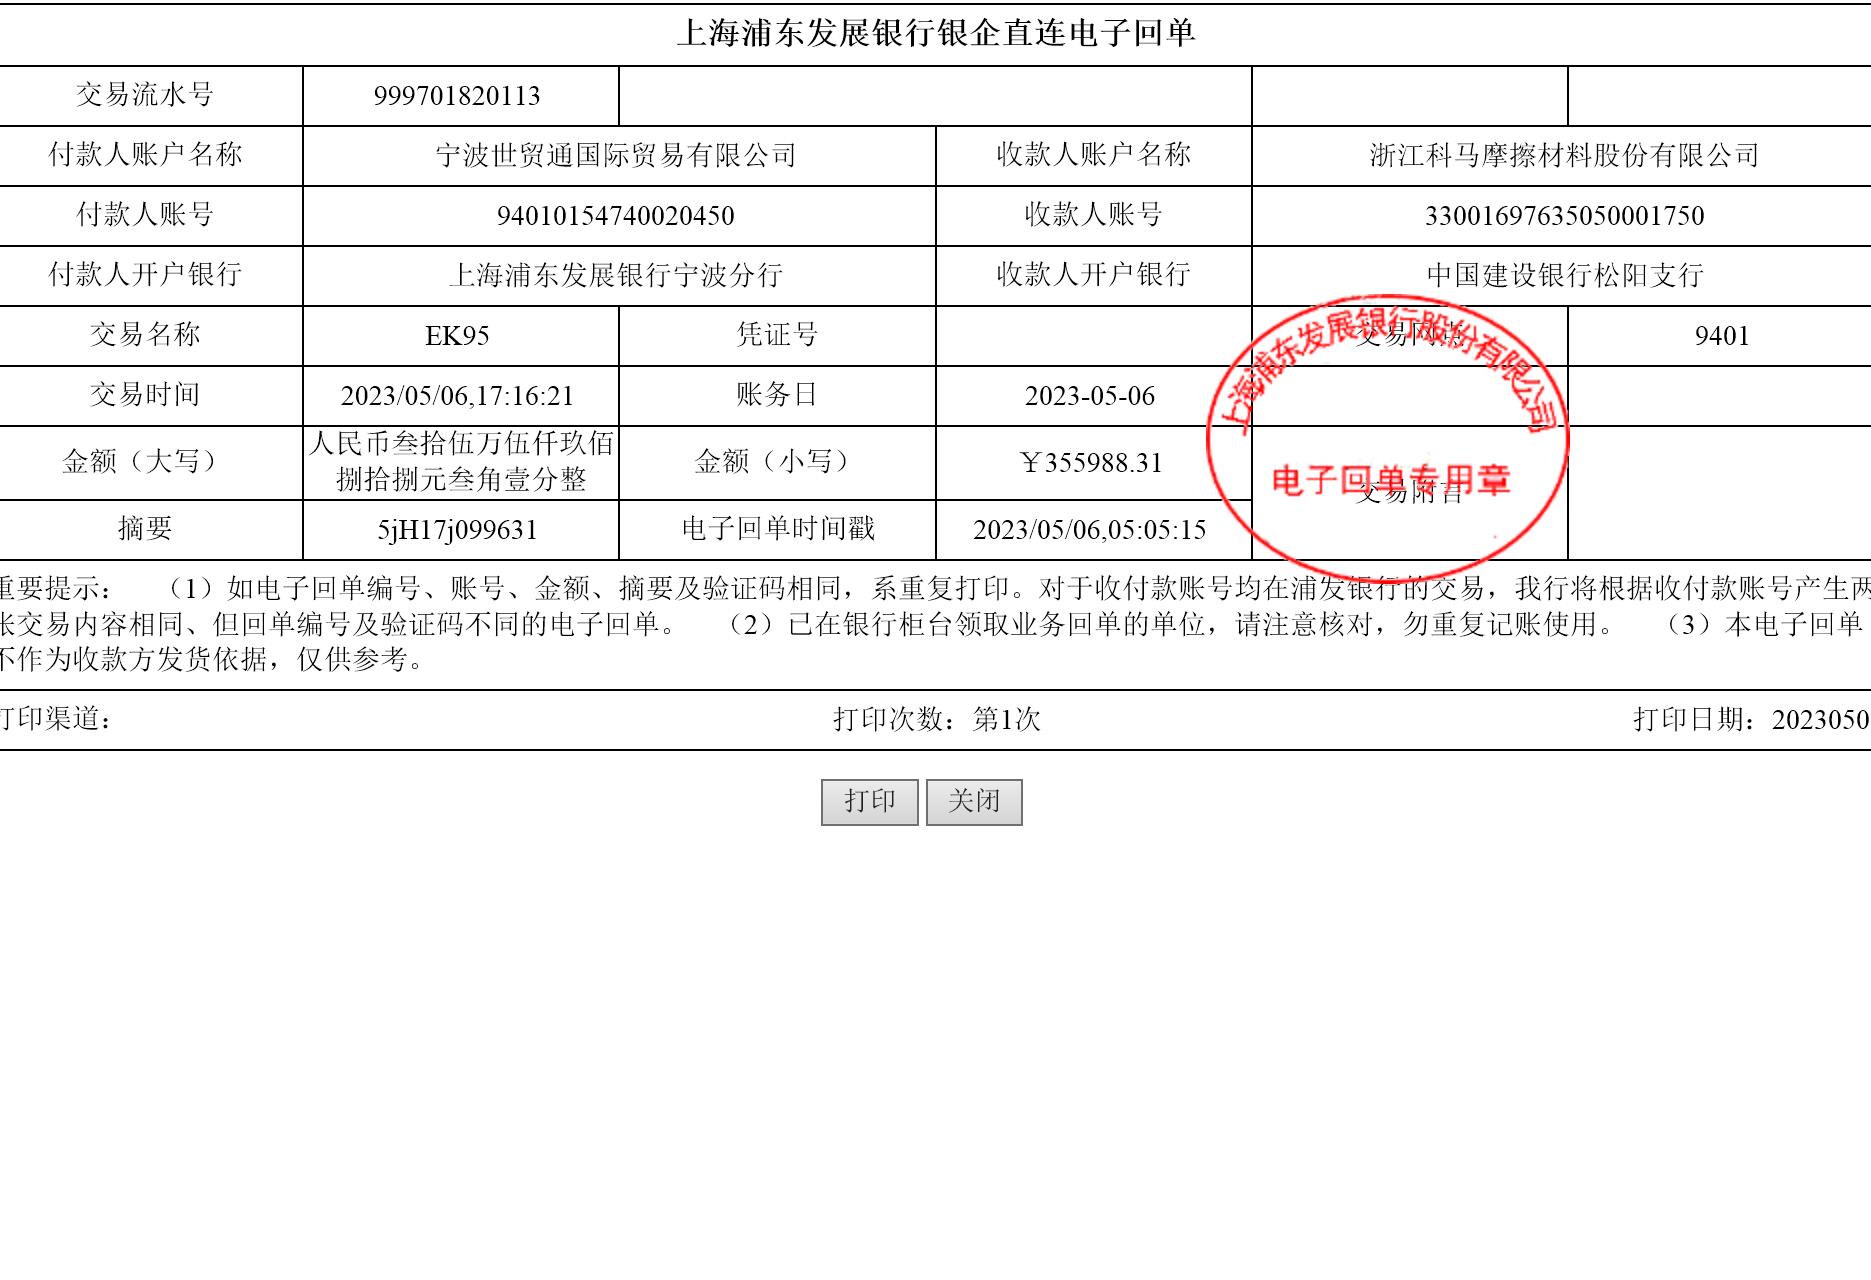 上海浦东发展银行银企直连电子回单
交易流水号 999701820113
付款人账户名称 宁波世贸通国际贸易有限公司 收款人账户名称 浙江科马摩擦材料股份有限公司
付款人账号 94010154740020450 收款人账号 33001697635050001750
付款人开户银行 上海浦东发展银行宁波分行 收款人开户银行 中国建设银行松阳支行
交易名称 EK95 凭证号 交易网点 9401
上海浦东发展银行股份有限公司
交易时间 2023/05/06,17:16:21 账务日 2023-05-06
金额（大写） 人民币叁拾伍万伍仟玖佰
捌拾捌元叁角壹分整 金额（小写） ￥355988.31
电子回单专用章
交易附言
摘要 5jH17j099631 电子回单时间戳 2023/05/06,05:05:15
重要提示： （1）如电子回单编号、账号、金额、摘要及验证码相同，系重复打印。对于收付款账号均在浦发银行的交易，我行将根据收付款账号产生两
张交易内容相同、但回单编号及验证码不同的电子回单。 （2）已在银行柜台领取业务回单的单位，请注意核对，勿重复记账使用。 （3）本电子回单
不作为收款方发货依据，仅供参考。
打印渠道： 打印次数：第1次 打印日期：2023050
打印 关闭